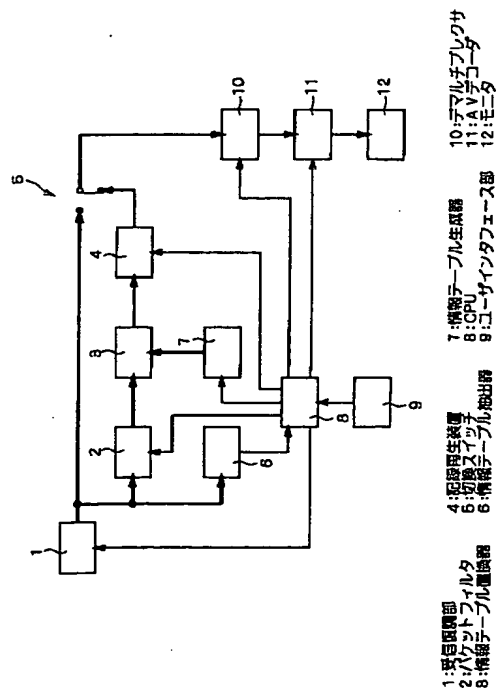 1
2
3
4
5
6
7
8
9
10
11
12
1:受信復調部
2:パケットフィルタ
3:情報テーブル置換器
4:記録再生装置
5:切換スイッチ
6:情報テーブル抽出器
7:情報テーブル生成器
8:CPU
9:ユーザインタフェース部
10:デマルチプレクサ
11:AVデコーダ
12:モニタ